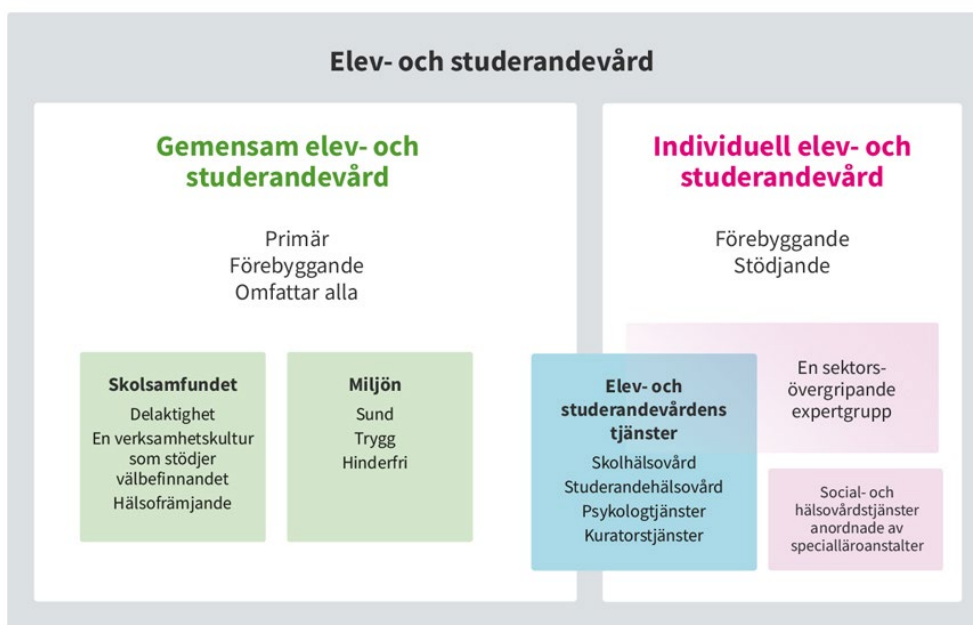 Elev- och studerandevård
Gemensam elev- och
studerandevård
Primär
Förebyggande
Omfattar alla
Skolsamfundet
Delaktighet
En verksamhetskultur
som stödjer
välbefinnandet
Hälsofrämjande
Miljön
Sund
Trygg
Hinderfri
Individuell elev- och
studerandevård
Förebyggande
Stödjande
Elev- och
studerandevårdens
tjänster
Skolhälsovård
Studerandehälsovård
Psykologtjänster
Kuratorstjänster
En sektors-
övergripande
expertgrupp
Social- och
hälsovårdstjänster
anordnade av
specialläroanstalter